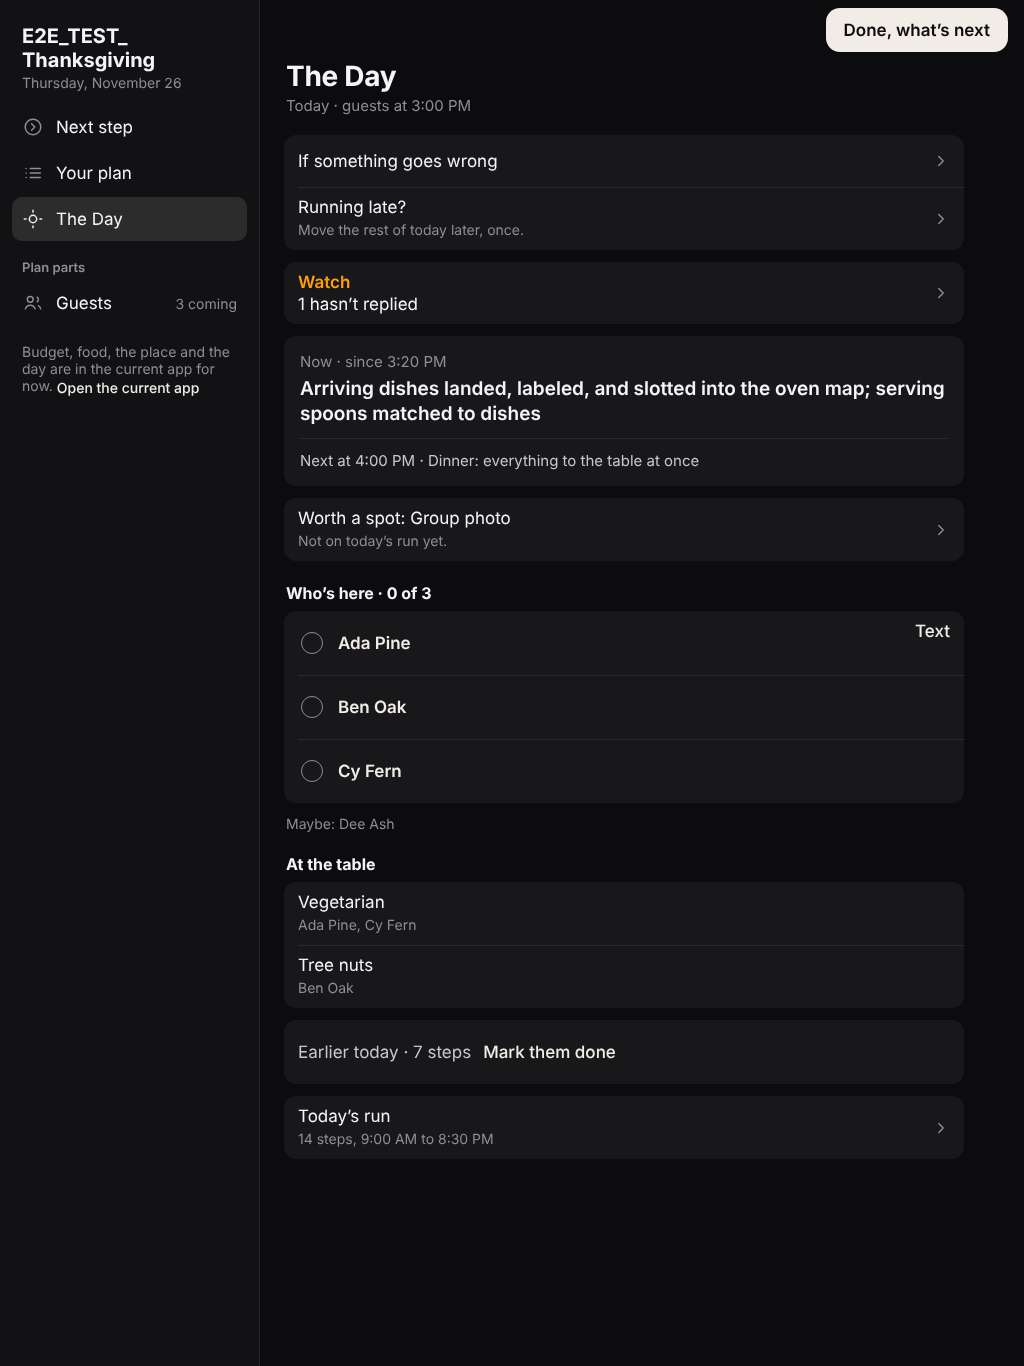 E2E_TEST_
Thanksgiving
Thursday, November 26
Next step
Your plan
The Day
Plan parts
Guests
3 coming
Budget, food, the place and the
day are in the current app for
now. Open the current app
Done, what’s next
The Day
Today · guests at 3:00 PM
If something goes wrong
Running late?
Move the rest of today later, once.
Watch
1 hasn’t replied
Now · since 3:20 PM
Arriving dishes landed, labeled, and slotted into the oven map; serving
spoons matched to dishes
Next at 4:00 PM · Dinner: everything to the table at once
Worth a spot: Group photo
Not on today’s run yet.
Who’s here · 0 of 3
Ada Pine
Text
Ben Oak
Cy Fern
Maybe: Dee Ash
At the table
Vegetarian
Ada Pine, Cy Fern
Tree nuts
Ben Oak
Earlier today · 7 steps Mark them done
Today’s run
14 steps, 9:00 AM to 8:30 PM